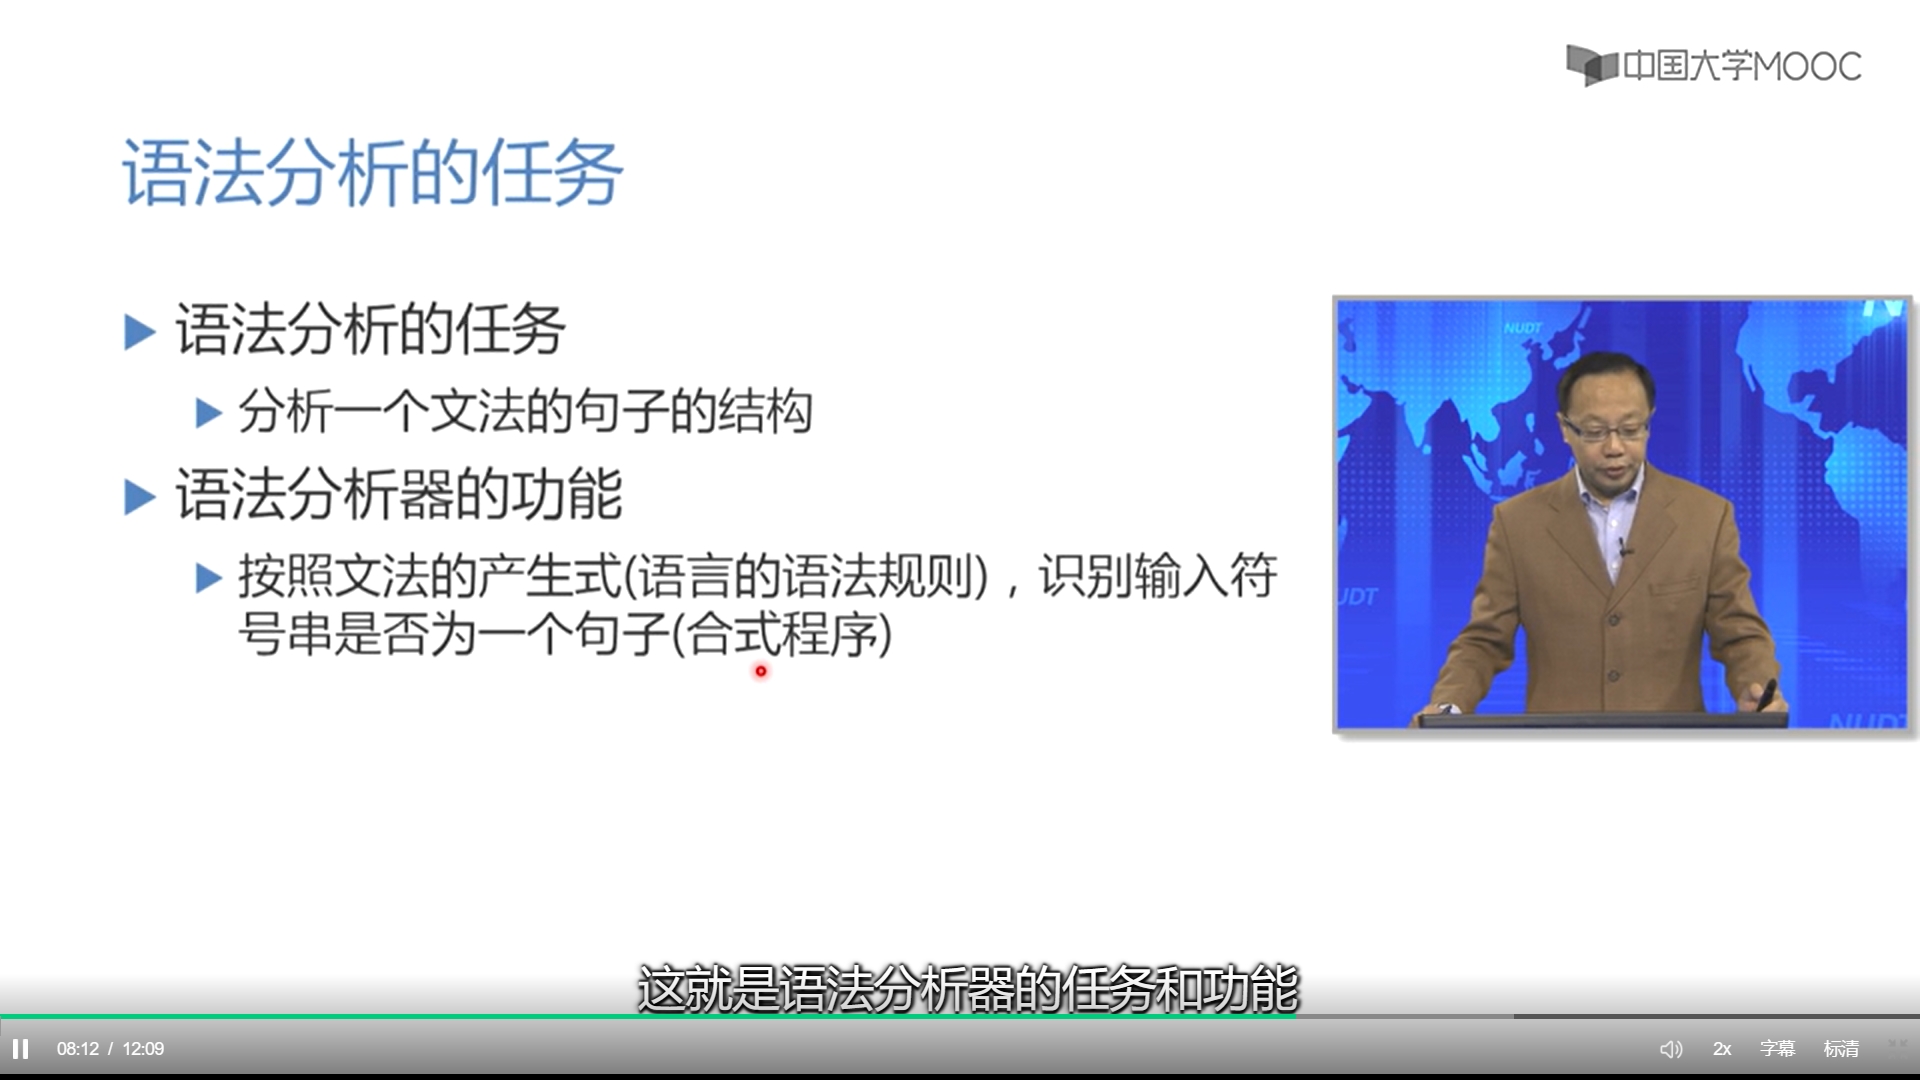 中国大学MOOC
语法分析的任务
语法分析的任务
分析一个文法的句子的结构
语法分析器的功能
按照文法的产生式(语言的语法规则)，识别输入符
号串是否为一个句子(合式程序)
NUDT
UDT
NUDT
这就是语法分析器的任务和功能
08:12 / 12:09
2x 字幕 标清